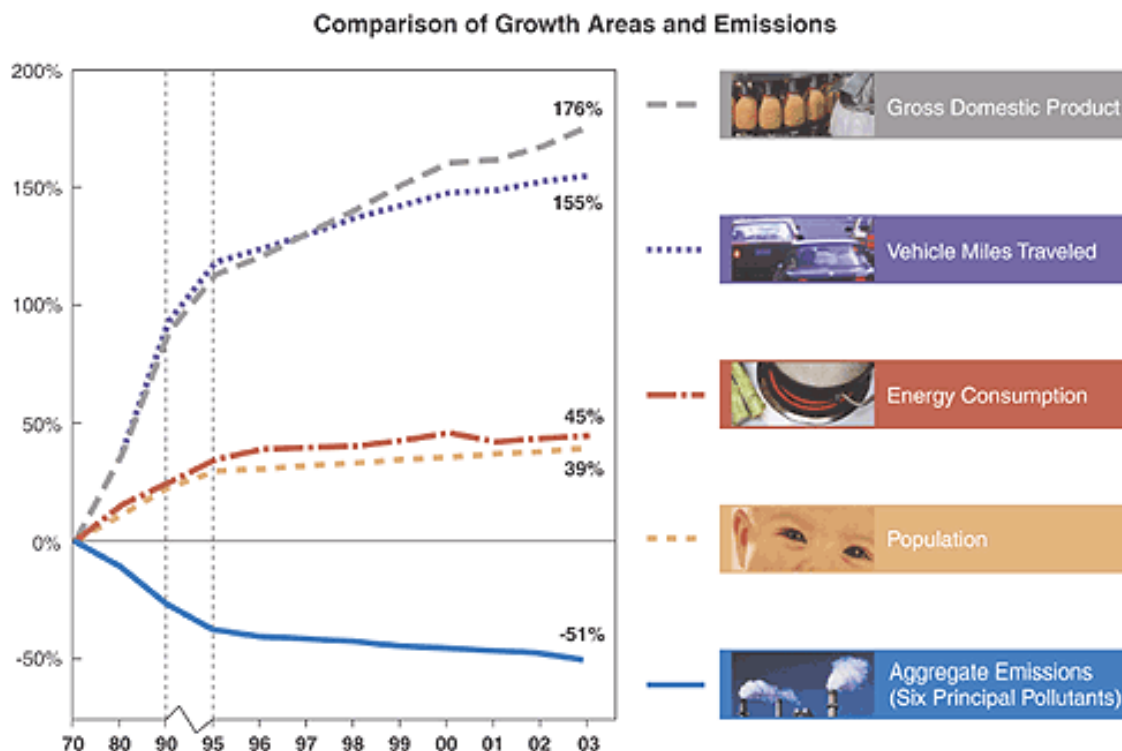 Comparison of Growth Areas and Emissions
200%
150%
100%
50%
0%
-50%
176%
155%
45%
39%
-51%
70 80 90 95 96 97 98 99 00 01 02 03
Gross Domestic Product
Vehicle Miles Traveled
Energy Consumption
Population
Aggregate Emissions
(Six Principal Pollutants)